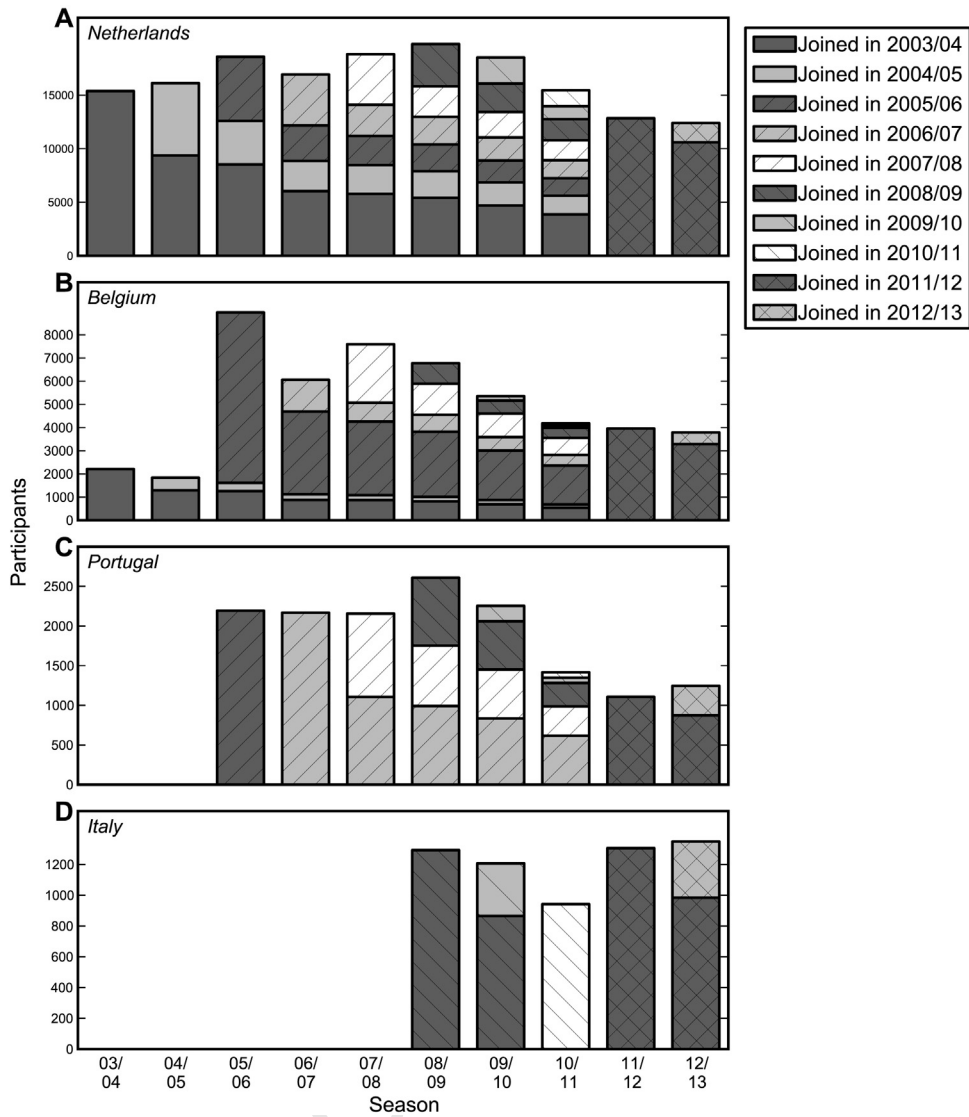 A
Netherlands
15000
10000
5000
0
Joined in 2003/04
Joined in 2004/05
Joined in 2005/06
Joined in 2006/07
Joined in 2007/08
Joined in 2008/09
Joined in 2009/10
Joined in 2010/11
Joined in 2011/12
Joined in 2012/13
B
Belgium
8000
7000
6000
5000
4000
3000
2000
1000
0
Participants
C
Portugal
2500
2000
1500
1000
500
0
D
Italy
1200
1000
800
600
400
200
0
03/ 04/ 05/ 06/ 07/ 08/ 09/ 10/ 11/ 12/
04 05 06 07 08 09 10 11 12 13
Season